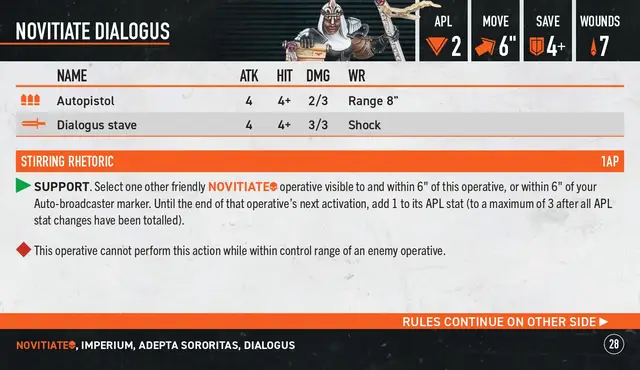 NOVITIATE DIALOGUS
APL MOVE SAVE WOUNDS
2 6" 4+ 7
NAME ATK HIT DMG WR
Autopistol 4 4+ 2/3 Range 8"
Dialogus stave 4 4+ 3/3 Shock
STIRRING RHETORIC 1AP
SUPPORT. Select one other friendly NOVITIATE operative visible to and within 6" of this operative, or within 6" of your
Auto-broadcaster marker. Until the end of that operative's next activation, add 1 to its APL stat (to a maximum of 3 after all APL
stat changes have been totalled).
This operative cannot perform this action while within control range of an enemy operative.
RULES CONTINUE ON OTHER SIDE
NOVITIATE, IMPERIUM, ADEPTA SORORITAS, DIALOGUS 28